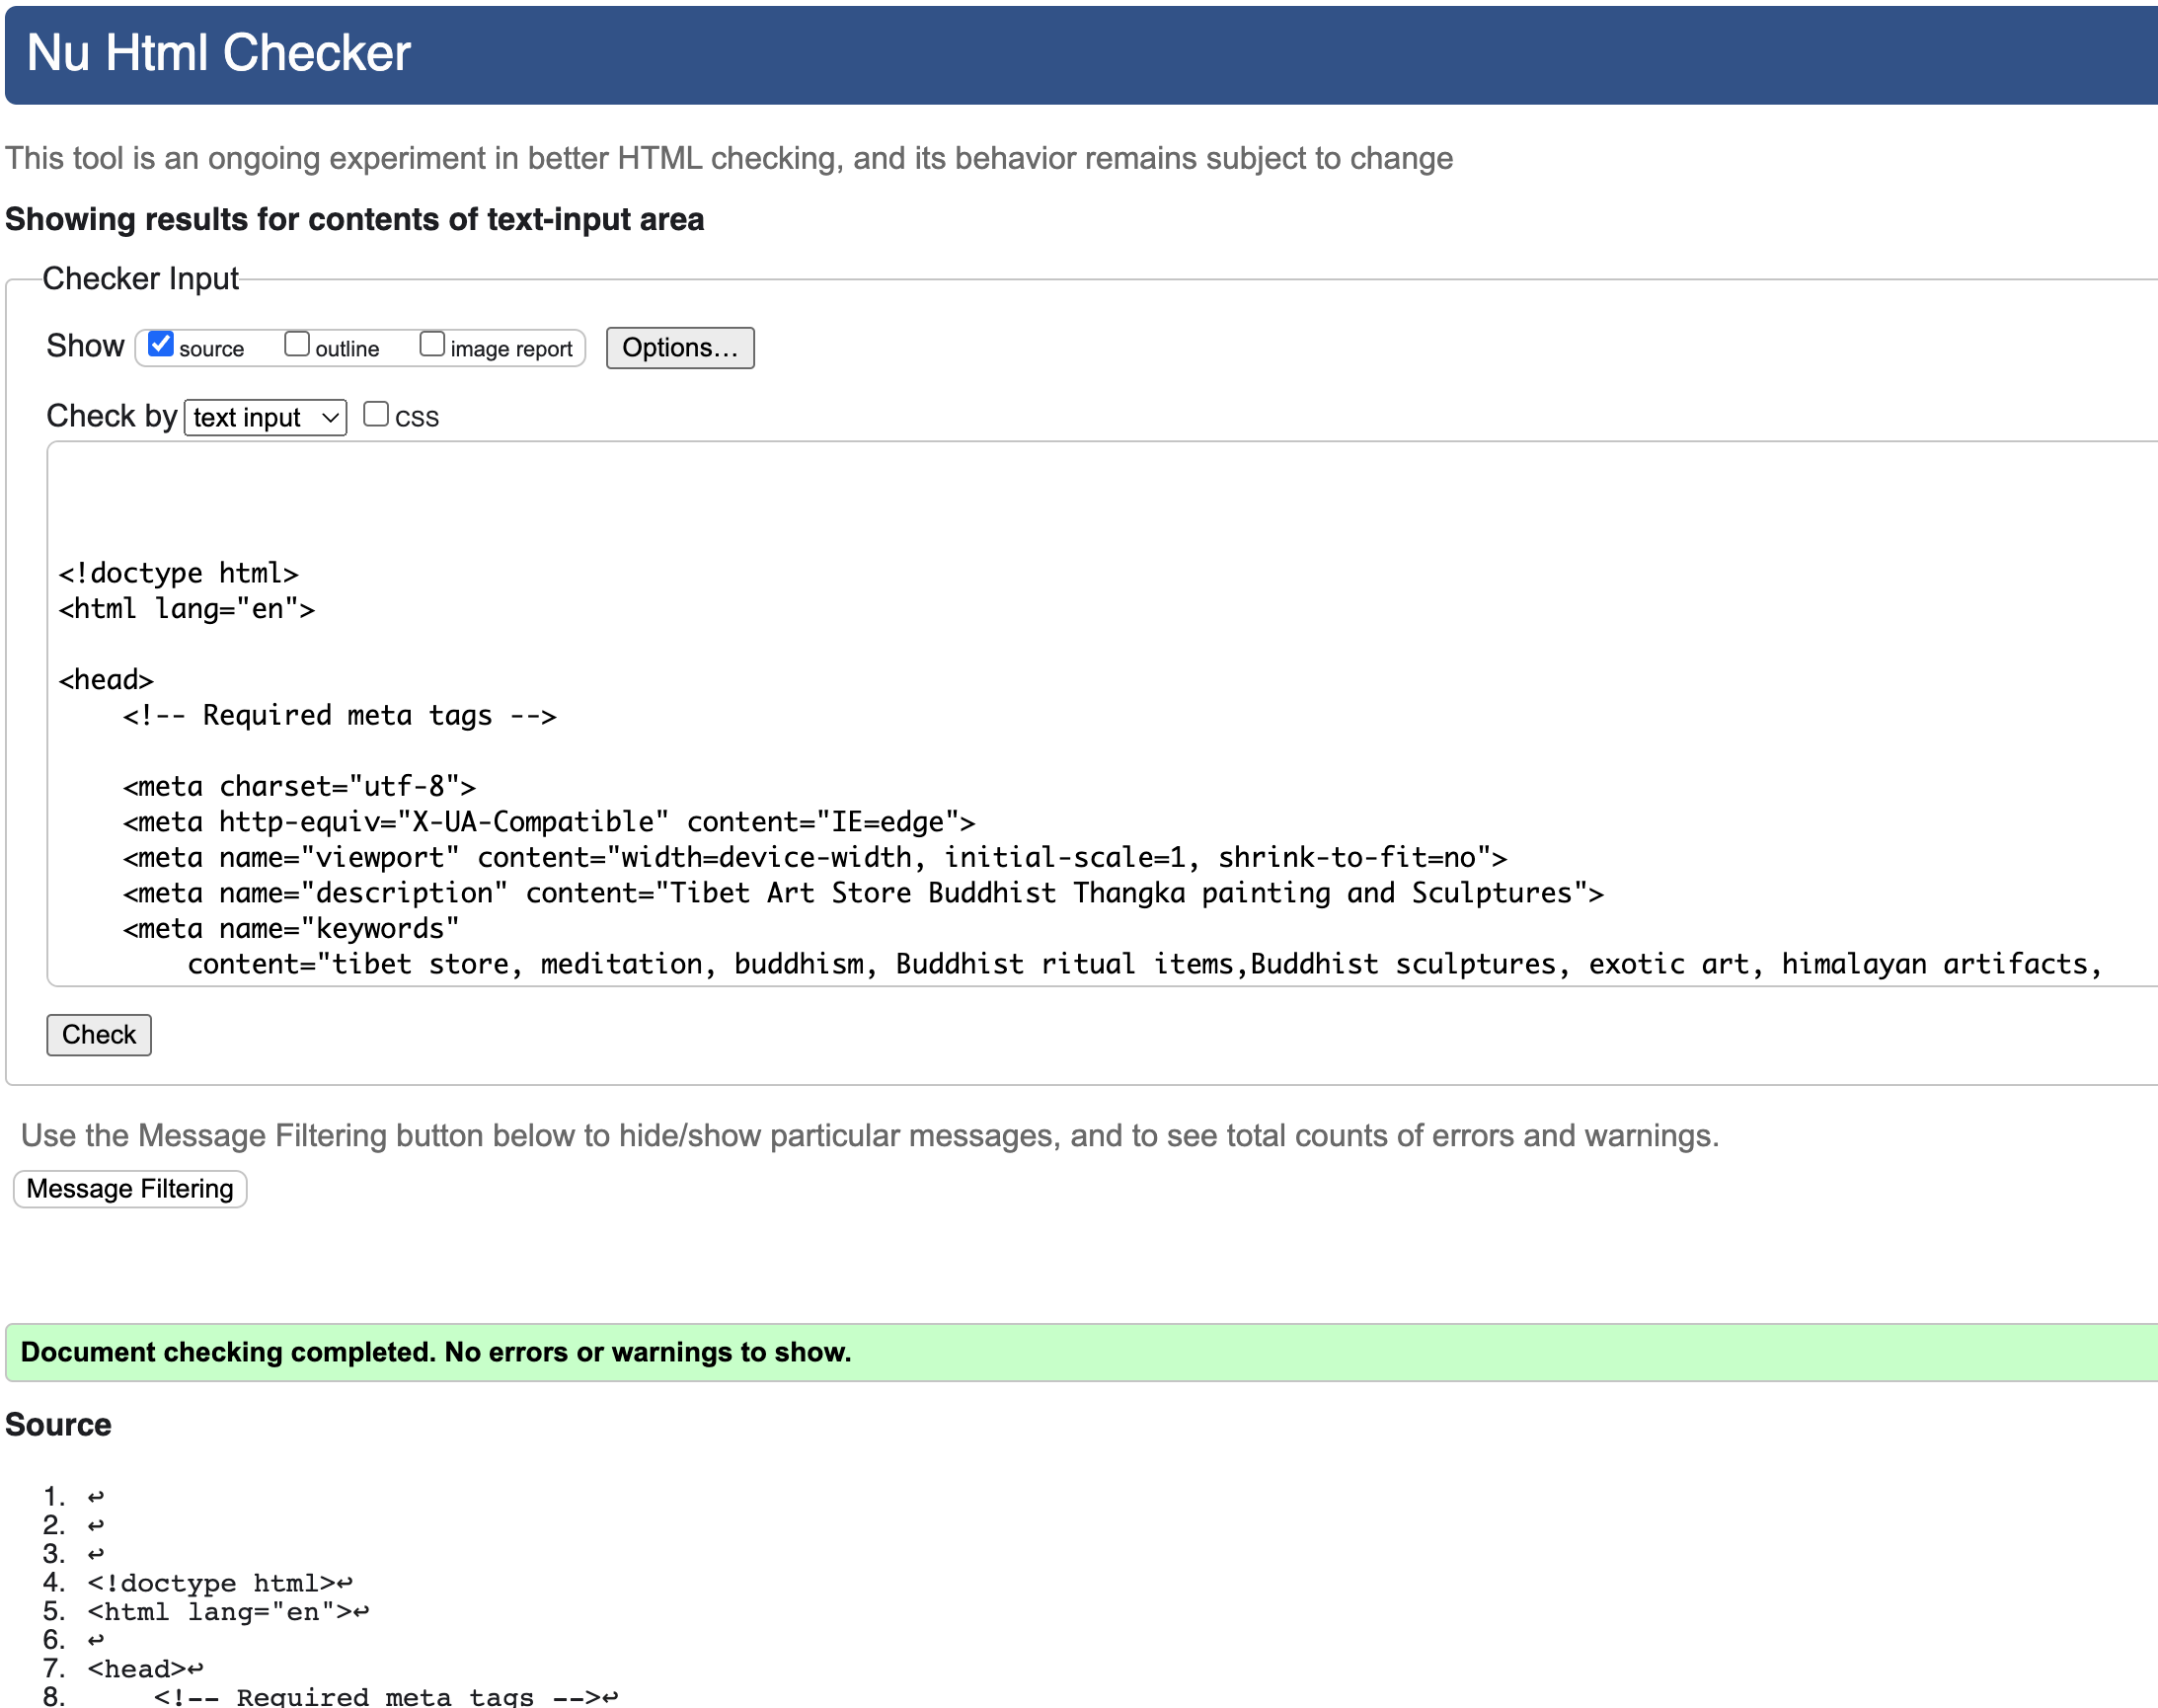 Nu Html Checker
This tool is an ongoing experiment in better HTML checking, and its behavior remains subject to change
Showing results for contents of text-input area
Checker Input
Show source outline image report Options...
Check by text input CSS
<!doctype html>
<html lang="en">
<head>
<!-- Required meta tags -->
<meta charset="utf-8">
<meta http-equiv="X-UA-Compatible" content="IE=edge">
<meta name="viewport" content="width=device-width, initial-scale=1, shrink-to-fit=no">
<meta name="description" content="Tibet Art Store Buddhist Thangka painting and Sculptures">
<meta name="keywords"
content="tibet store, meditation, buddhism, Buddhist ritual items,Buddhist sculptures, exotic art, himalayan artifacts,
Check
Use the Message Filtering button below to hide/show particular messages, and to see total counts of errors and warnings.
Message Filtering
Document checking completed. No errors or warnings to show.
Source
1. ↩
2. ↩
3. ↩
4. <!doctype html>↩
5. <html lang="en">↩
6. ↩
7. <head>↩
8. <!-- Required meta tags -->↩